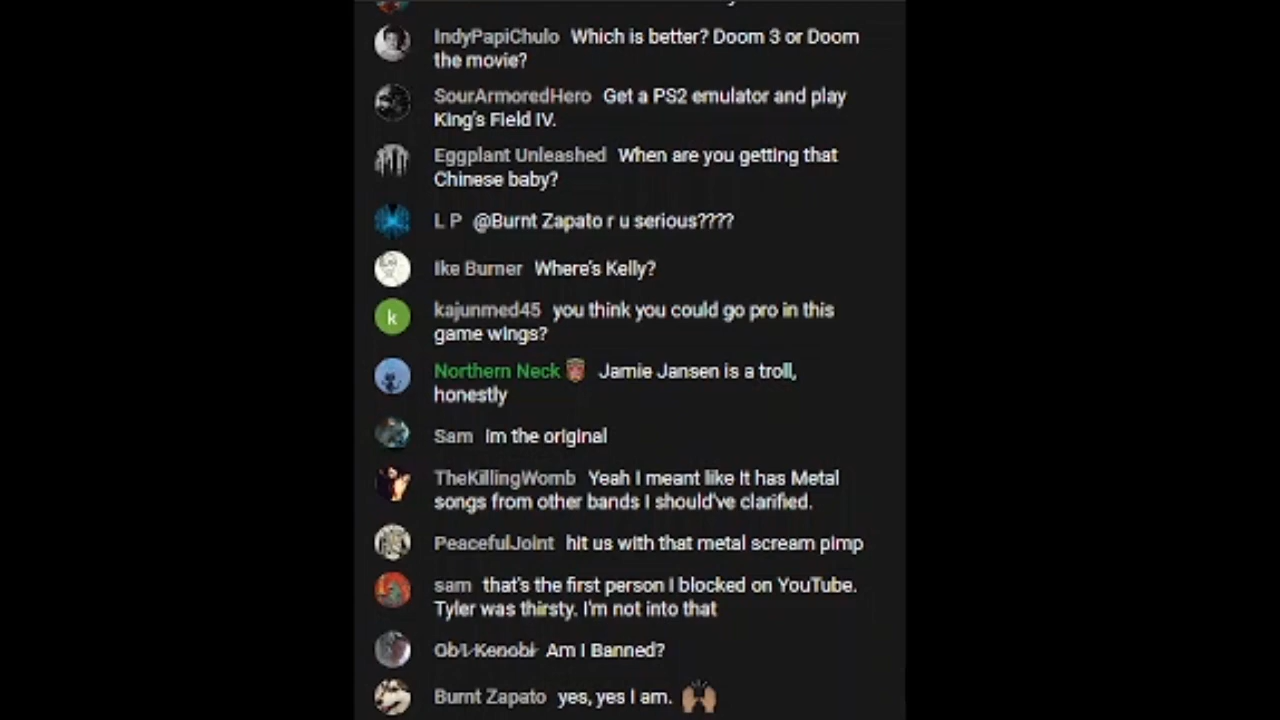 IndyPapiChulo Which is better? Doom 3 or Doom
the movie?
SourArmoredHero Get a PS2 emulator and play
King's Field IV.
Eggplant Unleashed When are you getting that
Chinese baby?
L P @Burnt Zapato r u serious????
Ike Burner Where's Kelly?
kajunmed45 you think you could go pro in this
k
game wings?
Northern Neck Jamie Jansen is a troll,
honestly
Sam im the original
TheKillingWomb Yeah I meant like It has Metal
songs from other bands I should've clarified.
PeacefulJoint hit us with that metal scream pimp
sam that's the first person I blocked on YouTube.
Tyler was thirsty. I'm not into that
Ob1-Kenobi Am I Banned?
Burnt Zapato yes, yes I am. 🙌🏽